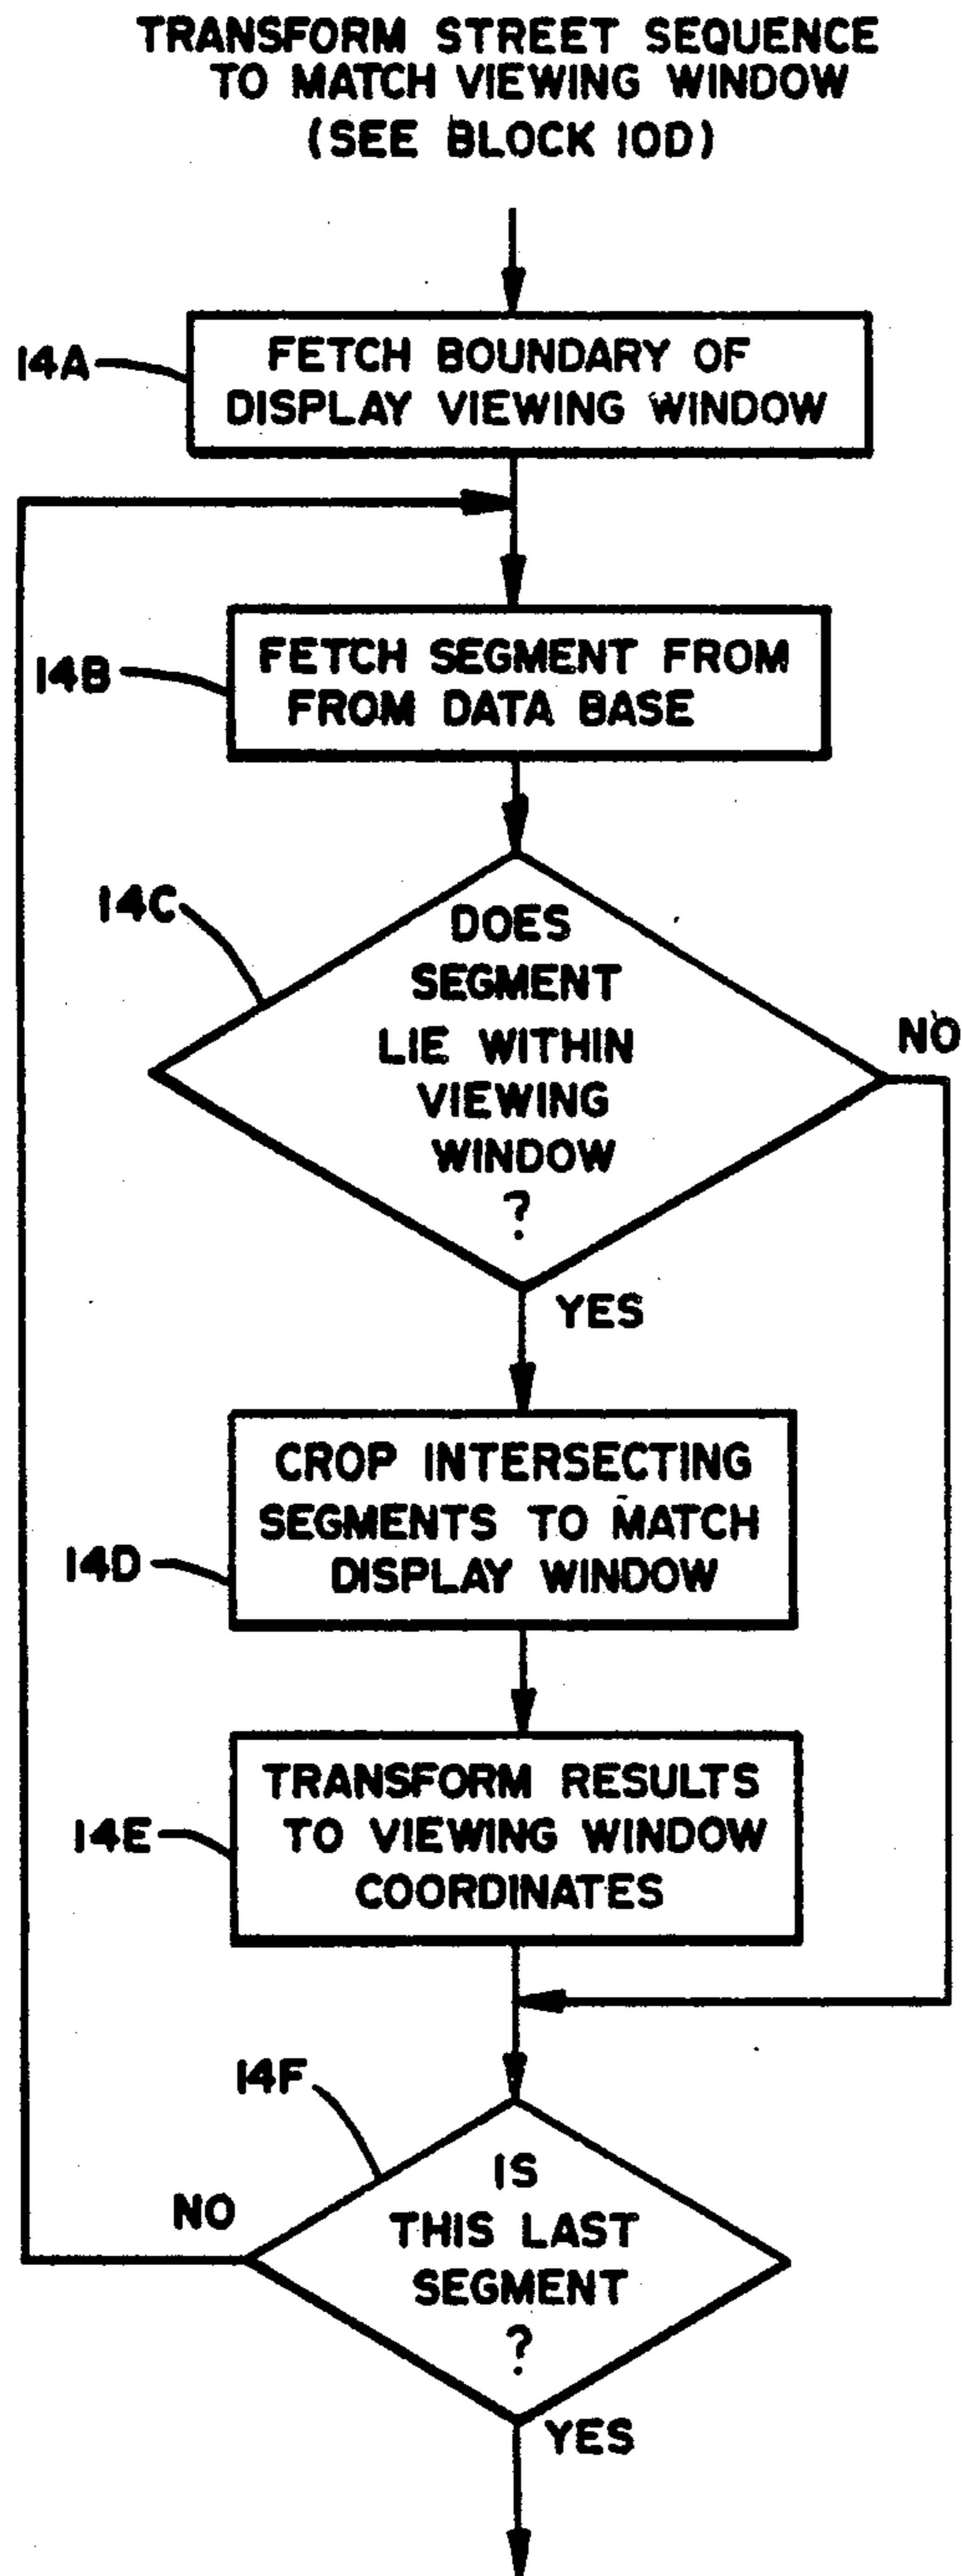 TRANSFORM STREET SEQUENCE
TO MATCH VIEWING WINDOW
(SEE BLOCK 10D)
14A
FETCH BOUNDARY OF
DISPLAY VIEWING WINDOW
14B
FETCH SEGMENT FROM
FROM DATA BASE
14C
DOES
SEGMENT
LIE WITHIN
VIEWING
WINDOW
?
NO
YES
14D
CROP INTERSECTING
SEGMENTS TO MATCH
DISPLAY WINDOW
14E
TRANSFORM RESULTS
TO VIEWING WINDOW
COORDINATES
14F
IS
THIS LAST
SEGMENT
?
NO
YES